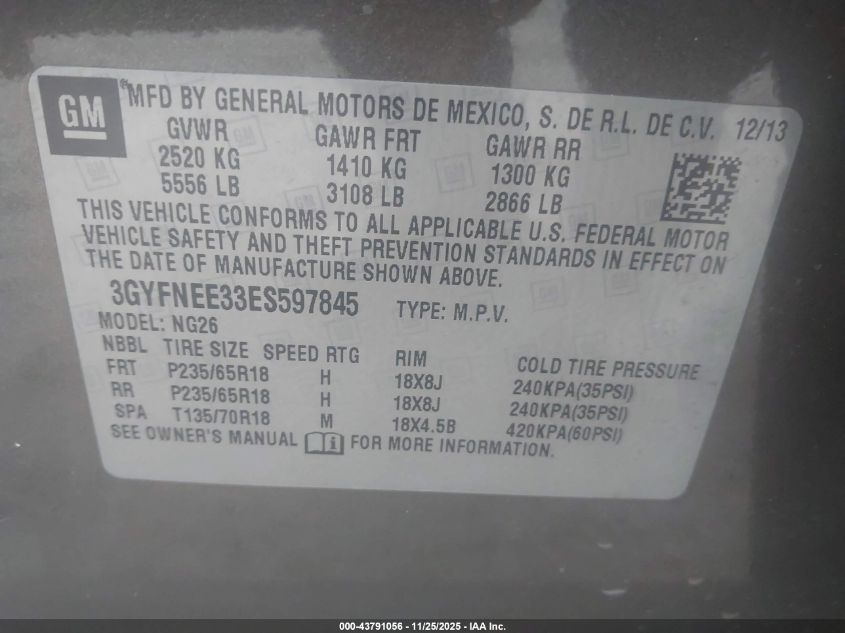 GM
®MFD BY GENERAL MOTORS DE MEXICO, S. DE R.L. DE C.V. 12/13
GVWR GAWR FRT GAWR RR
2520 KG 1410 KG 1300 KG
5556 LB 3108 LB 2866 LB
THIS VEHICLE CONFORMS TO ALL APPLICABLE U.S. FEDERAL MOTOR
VEHICLE SAFETY AND THEFT PREVENTION STANDARDS IN EFFECT ON
THE DATE OF MANUFACTURE SHOWN ABOVE.
3GYFNEE33ES597845 TYPE: M.P.V.
MODEL: NG26
NBBL TIRE SIZE SPEED RTG RIM COLD TIRE PRESSURE
FRT P235/65R18 H 18X8J 240KPA(35PSI)
RR P235/65R18 H 18X8J 240KPA(35PSI)
SPA T135/70R18 M 18X4.5B 420KPA(60PSI)
SEE OWNER'S MANUAL FOR MORE INFORMATION.
000-43791056 - 11/25/2025 - IAA Inc.